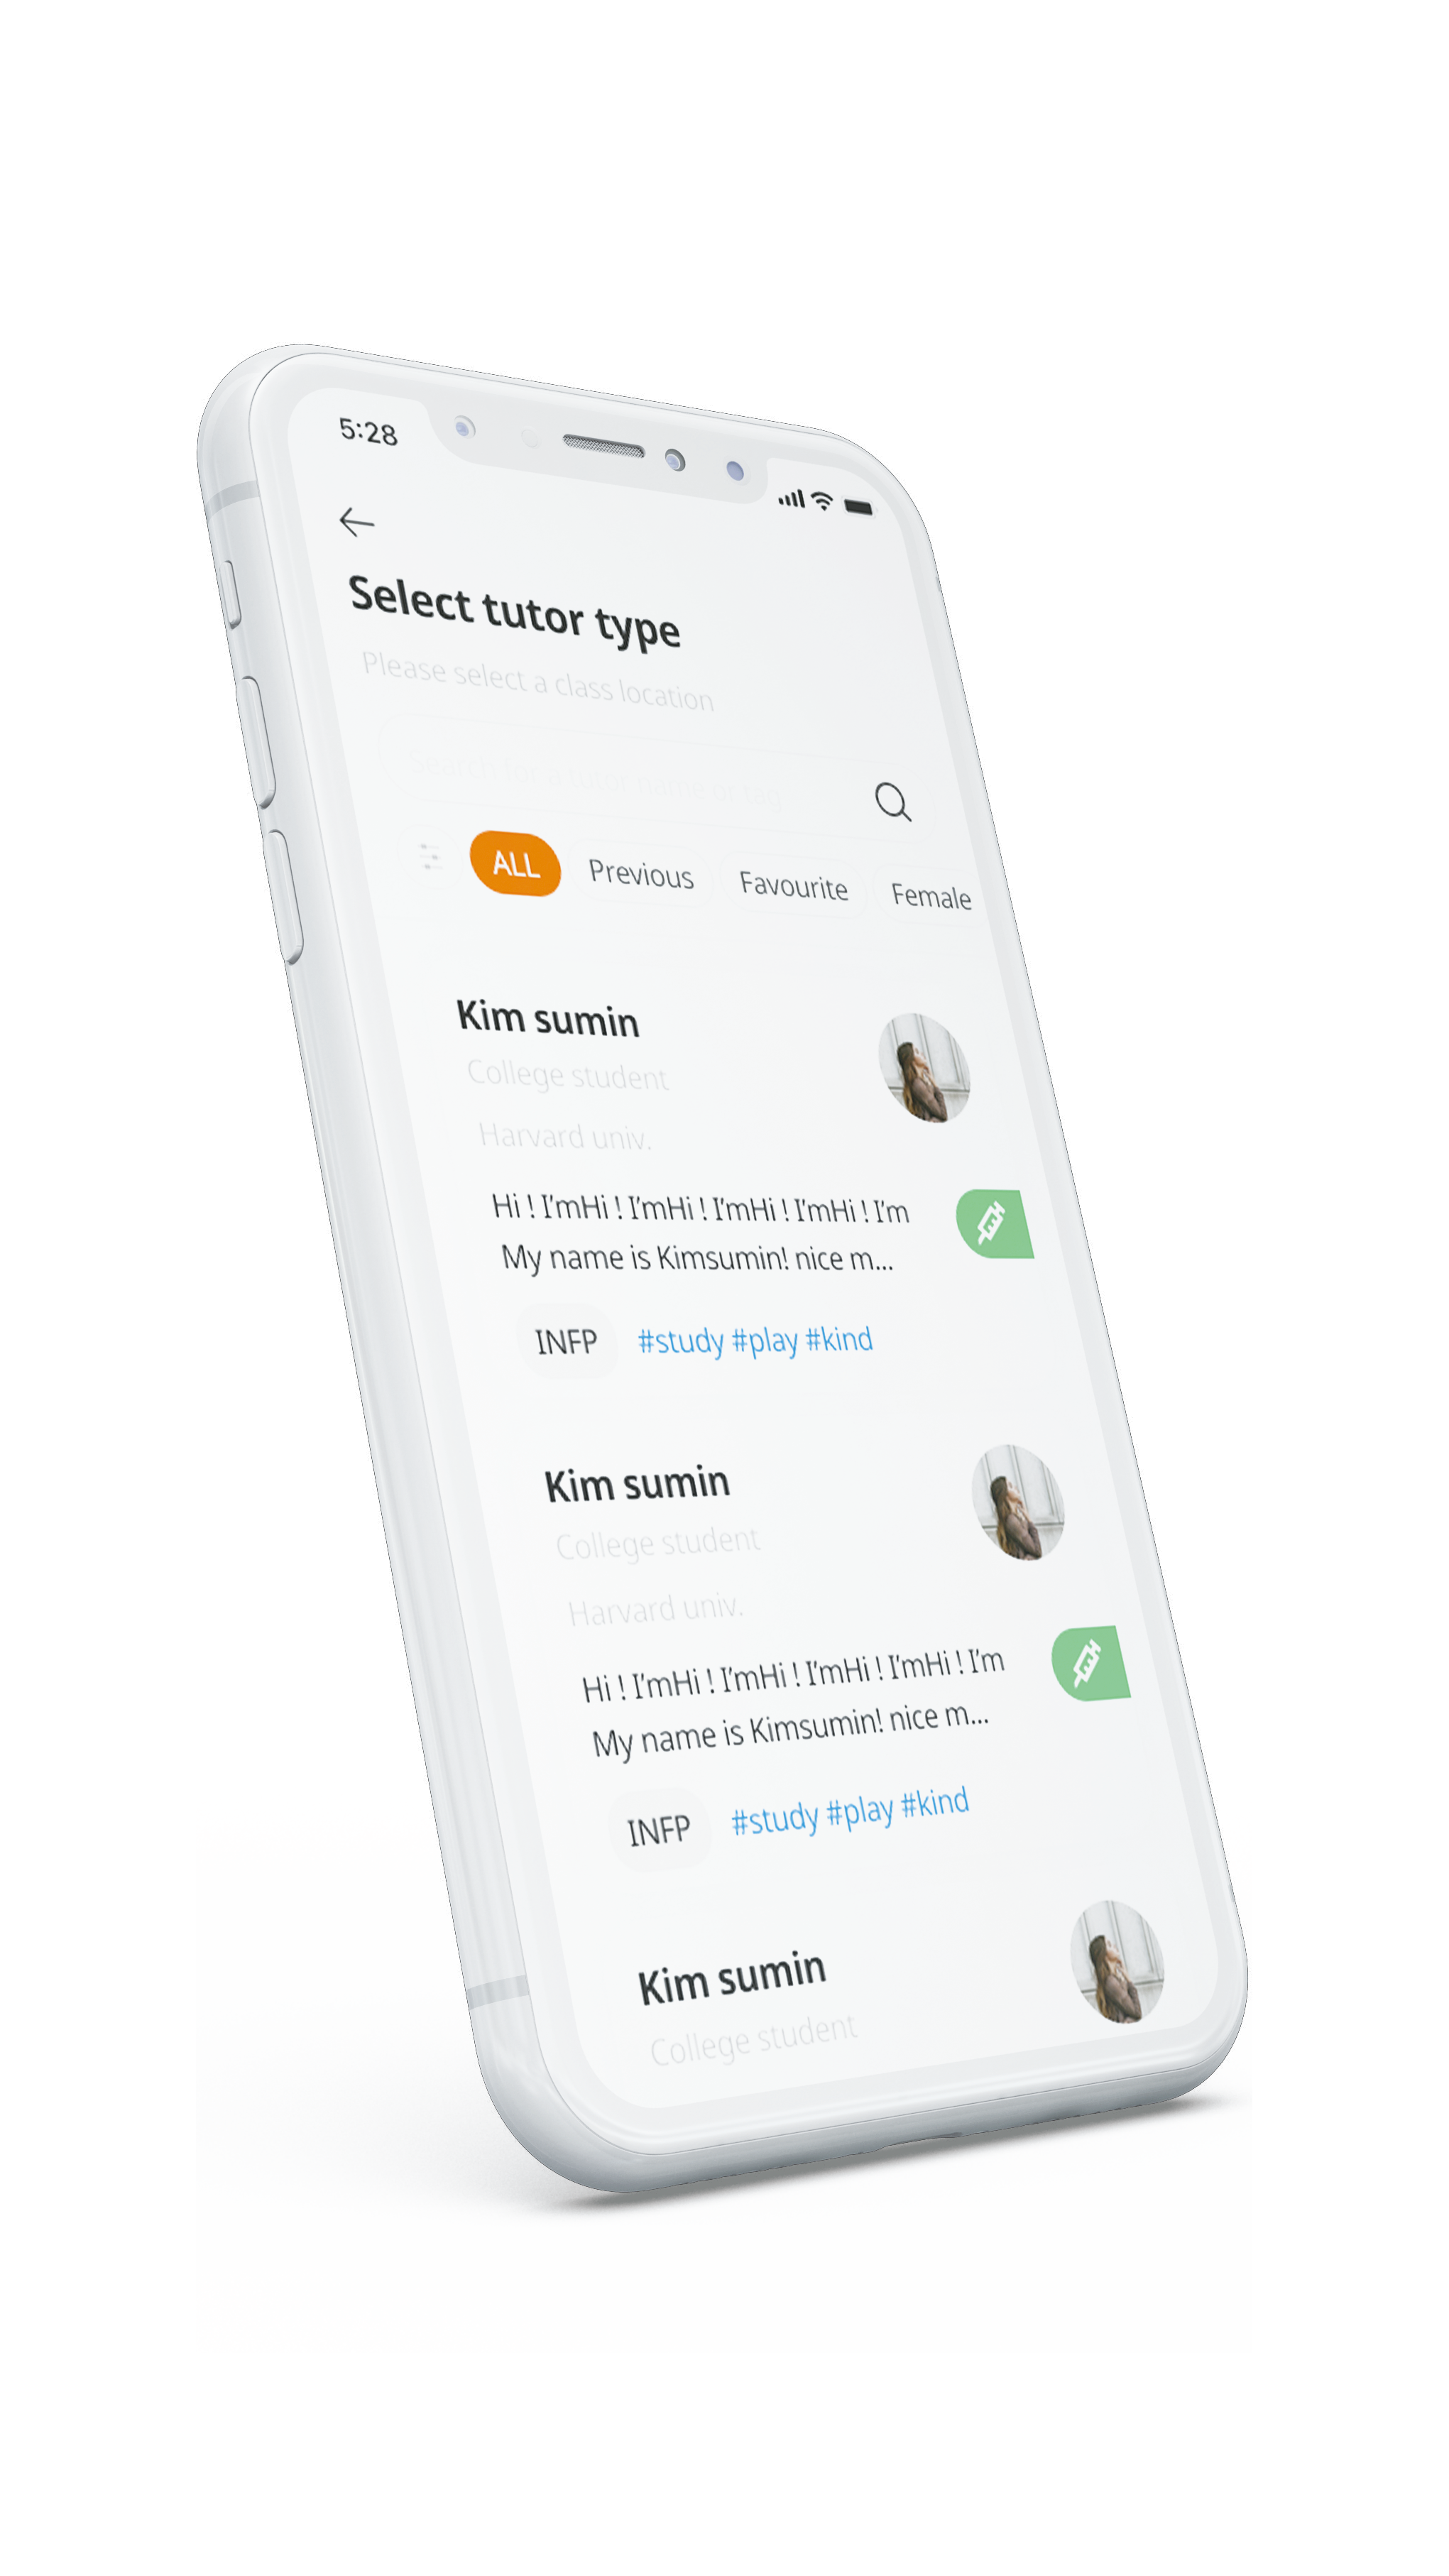 5:28
Select tutor type
Please select a class location
Search for a tutor name or tag
ALL Previous Favourite Female
Kim sumin
College student
Harvard univ.
Hi ! I'mHi ! I'mHi ! I'mHi ! I'mHi ! I'm
My name is Kimsumin! nice m...
INFP #study #play #kind
Kim sumin
College student
Harvard univ.
Hi ! I'mHi ! I'mHi ! I'mHi ! I'mHi ! I'm
My name is Kimsumin! nice m...
INFP #study #play #kind
Kim sumin
College student